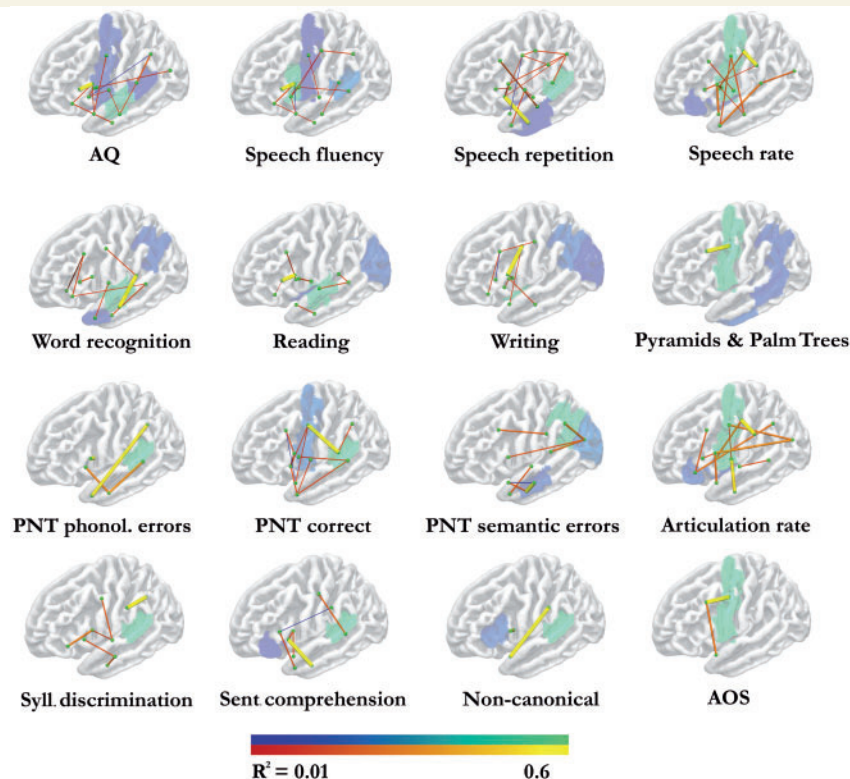 AQ Speech fluency Speech repetition Speech rate
Word recognition Reading Writing Pyramids & Palm Trees
PNT phonol. errors PNT correct PNT semantic errors Articulation rate
Syll. discrimination Sent. comprehension Non-canonical AOS
R² = 0.01 0.6